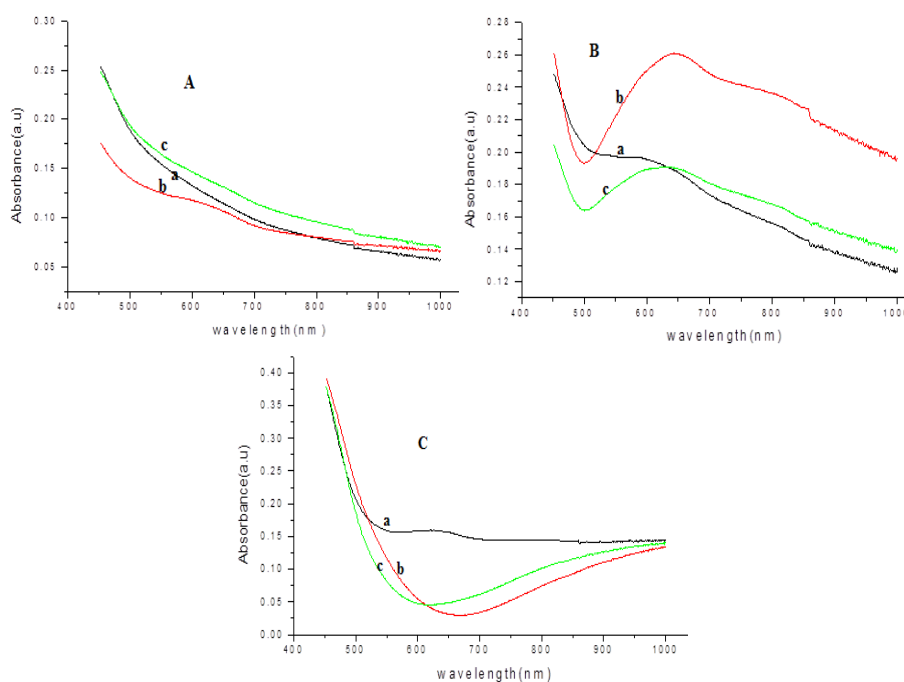 0.30
0.25
0.20
0.15
0.10
0.05
Absorbance(a.u)
A
c
a
b
400 500 600 700 800 900 1000
wavelength(nm)
0.28
0.26
0.24
0.22
0.20
0.18
0.16
0.14
0.12
Absorbance(a.u)
B
b
a
c
400 500 600 700 800 900 1000
wavelength(nm)
0.40
0.35
0.30
0.25
0.20
0.15
0.10
0.05
0.00
Absorbance(a.u)
C
a
c b
400 500 600 700 800 900 1000
wavelength(nm)